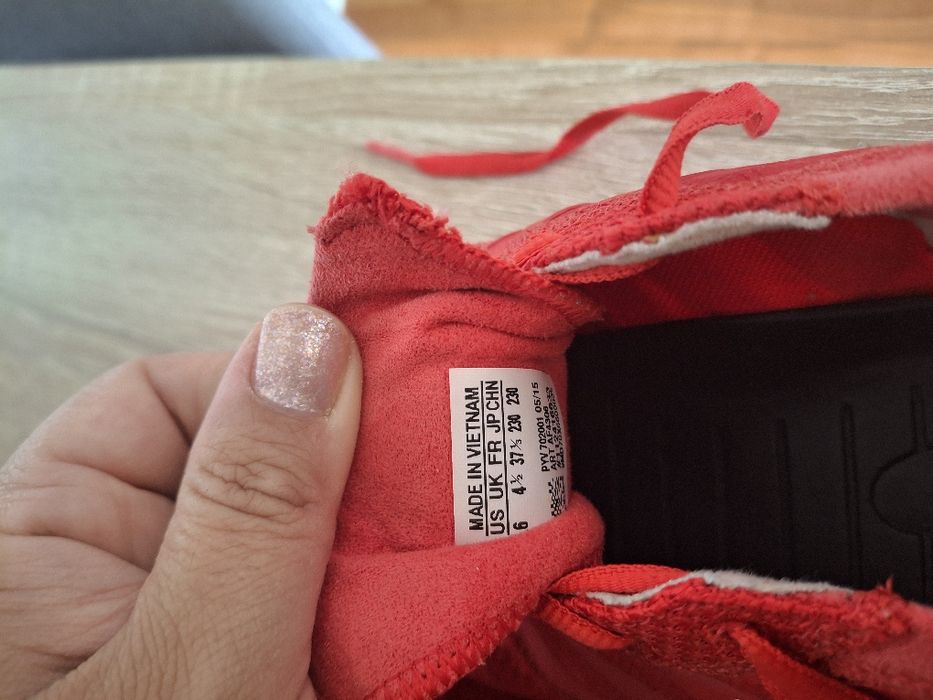 MADE IN VIETNAM
US UK FR JP CHN
6 4½ 37⅓ 230 230
PYV 702001 05/15
ART